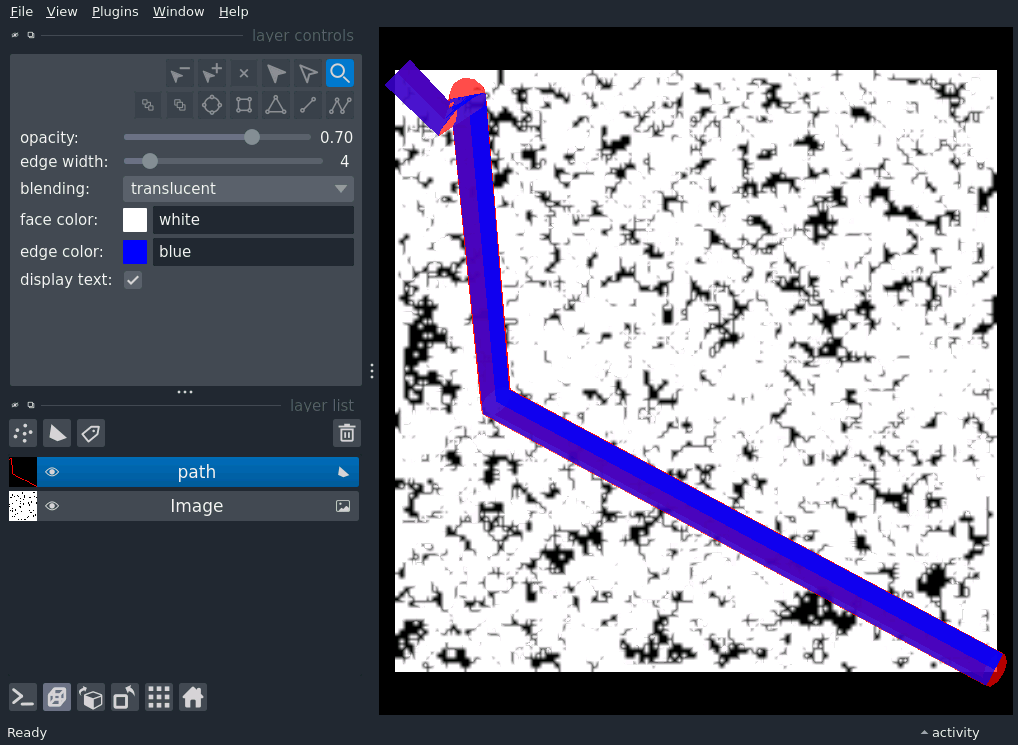 File View Plugins Window Help
layer controls
opacity: 0.70
edge width: 4
blending: translucent
face color: white
edge color: blue
display text:
layer list
path
Image
Ready
activity